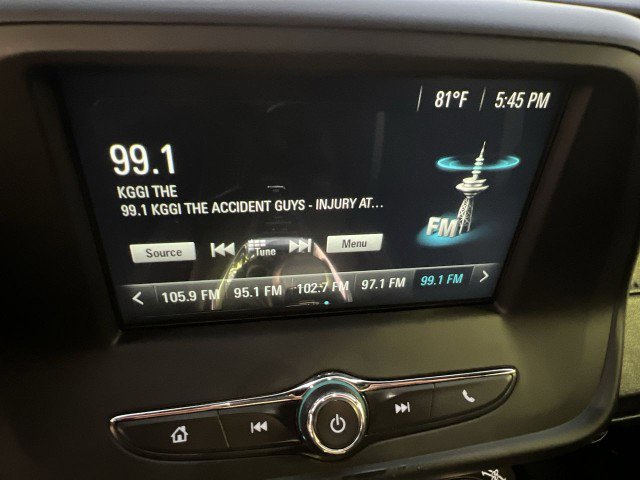 81°F 5:45 PM
99.1
KGGI THE
99.1 KGGI THE ACCIDENT GUYS - INJURY AT...
FM
Source Tune Menu
105.9 FM 95.1 FM 102.7 FM 97.1 FM 99.1 FM